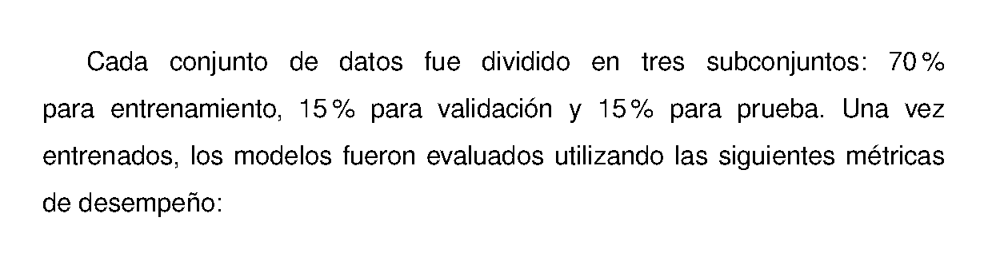 Cada conjunto de datos fue dividido en tres subconjuntos: 70 %
para entrenamiento, 15 % para validación y 15 % para prueba. Una vez
entrenados, los modelos fueron evaluados utilizando las siguientes métricas
de desempeño: